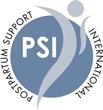 POSTPARTUM SUPPORT
PSI
INTERNATIONAL